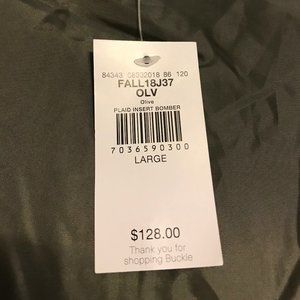 84343 08302018 86 120
FALL18J37
OLV
Olive
PLAID INSERT BOMBER
7036590300
LARGE
$128.00
Thank you for
shopping Buckle